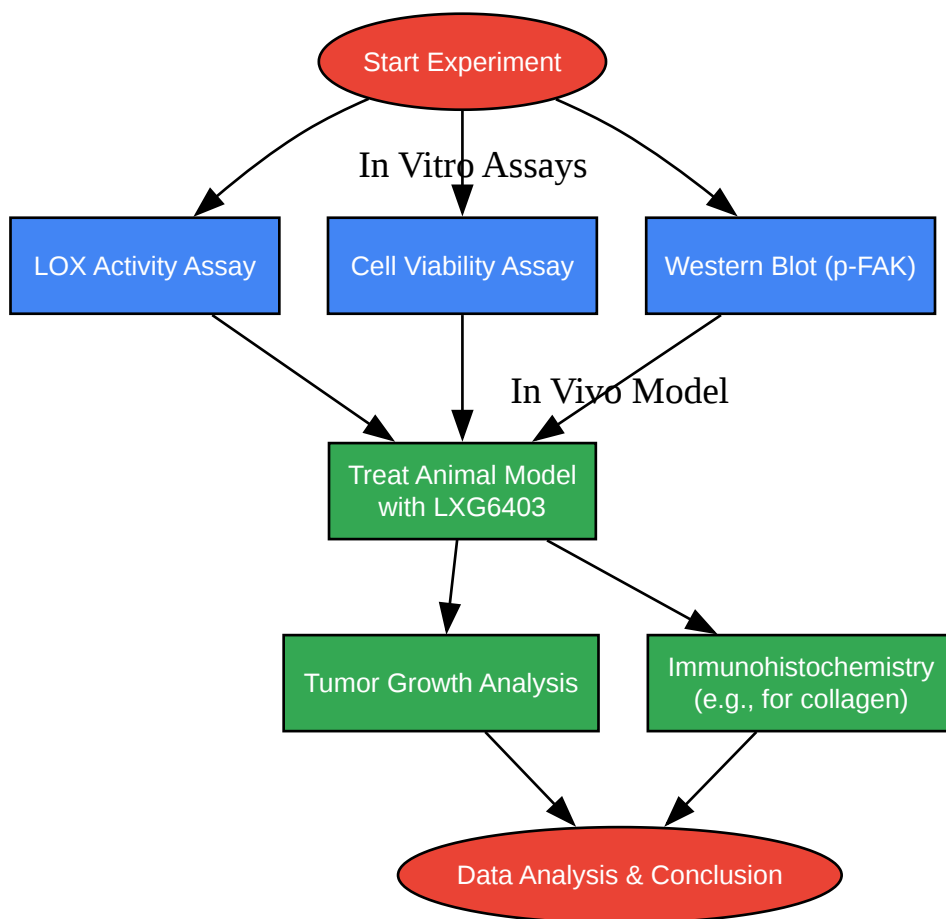 Start Experiment
In Vitro Assays
LOX Activity Assay
Cell Viability Assay
Western Blot (p-FAK)
In Vivo Model
Treat Animal Model
with LXG6403
Tumor Growth Analysis
Immunohistochemistry
(e.g., for collagen)
Data Analysis & Conclusion